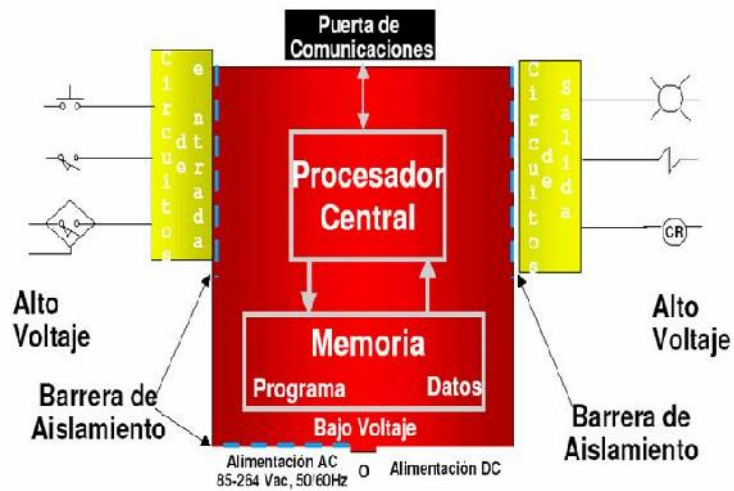 Puerta de
Comunicaciones
Circuitos
de
entrada
Procesador
Central
Circuitos
de
Salida
CR
Alto
Voltaje
Alto
Voltaje
Memoria
Programa
Datos
Bajo Voltaje
Barrera de
Aislamiento
Barrera de
Aislamiento
Alimentación AC
85-264 Vac, 50/60Hz
O
Alimentación DC